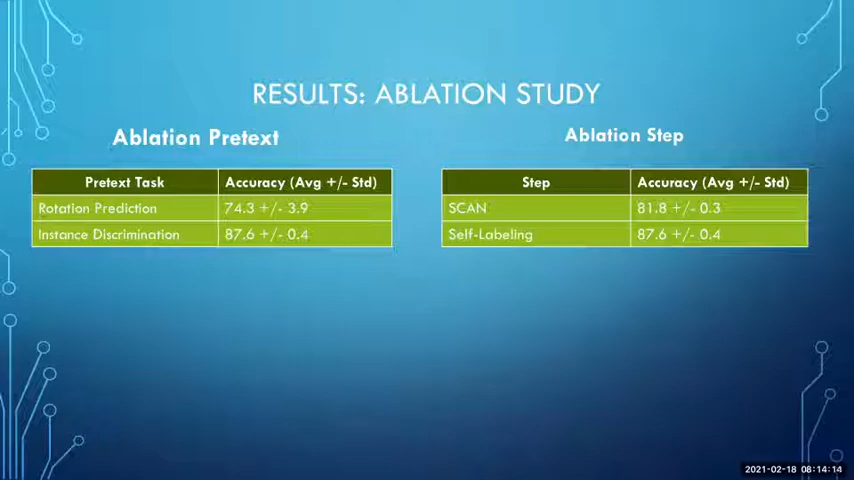 RESULTS: ABLATION STUDY
Ablation Pretext
Pretext Task Accuracy (Avg +/- Std)
Rotation Prediction 74.3 +/- 3.9
Instance Discrimination 87.6 +/- 0.4
Ablation Step
Step Accuracy (Avg +/- Std)
SCAN 81.8 +/- 0.3
Self-Labeling 87.6 +/- 0.4
2021-02-18 08:14:14